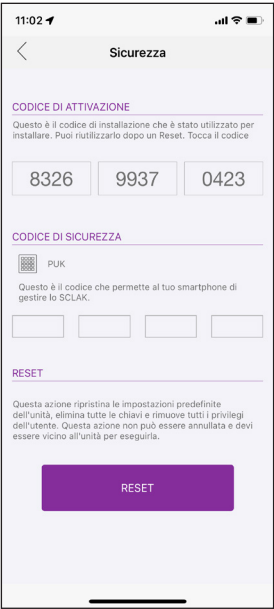 11:02
Sicurezza
CODICE DI ATTIVAZIONE
Questo è il codice di installazione che è stato utilizzato per
installare. Puoi riutilizzarlo dopo un Reset. Tocca il codice
8326 9937 0423
CODICE DI SICUREZZA
PUK
Questo è il codice che permette al tuo smartphone di
gestire lo SCLAK.
RESET
Questa azione ripristina le impostazioni predefinite
dell'unità, elimina tutte le chiavi e rimuove tutti i privilegi
dell'utente. Questa azione non può essere annullata e devi
essere vicino all'unità per eseguirla.
RESET